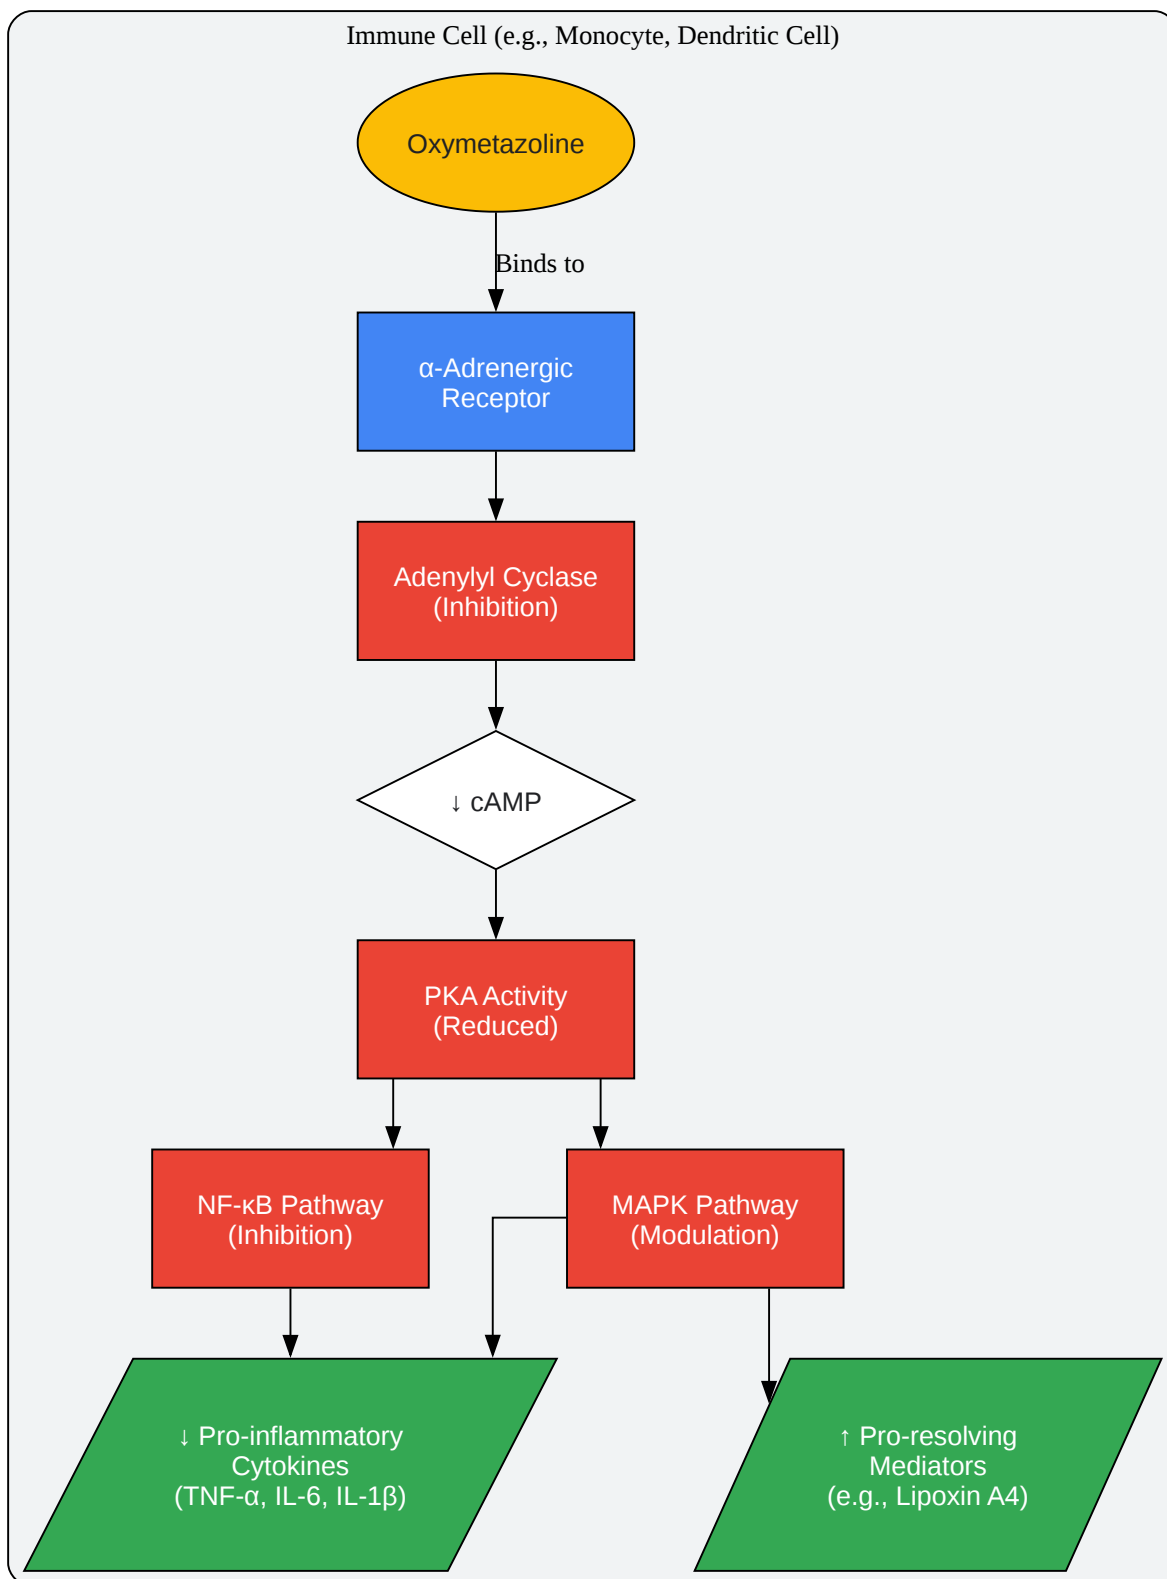 Immune Cell (e.g., Monocyte, Dendritic Cell)
Oxymetazoline
Binds to
α-Adrenergic
Receptor
Adenylyl Cyclase
(Inhibition)
↓ cAMP
PKA Activity
(Reduced)
NF-κB Pathway
(Inhibition)
MAPK Pathway
(Modulation)
↓ Pro-inflammatory
Cytokines
(TNF-α, IL-6, IL-1β)
↑ Pro-resolving
Mediators
(e.g., Lipoxin A4)